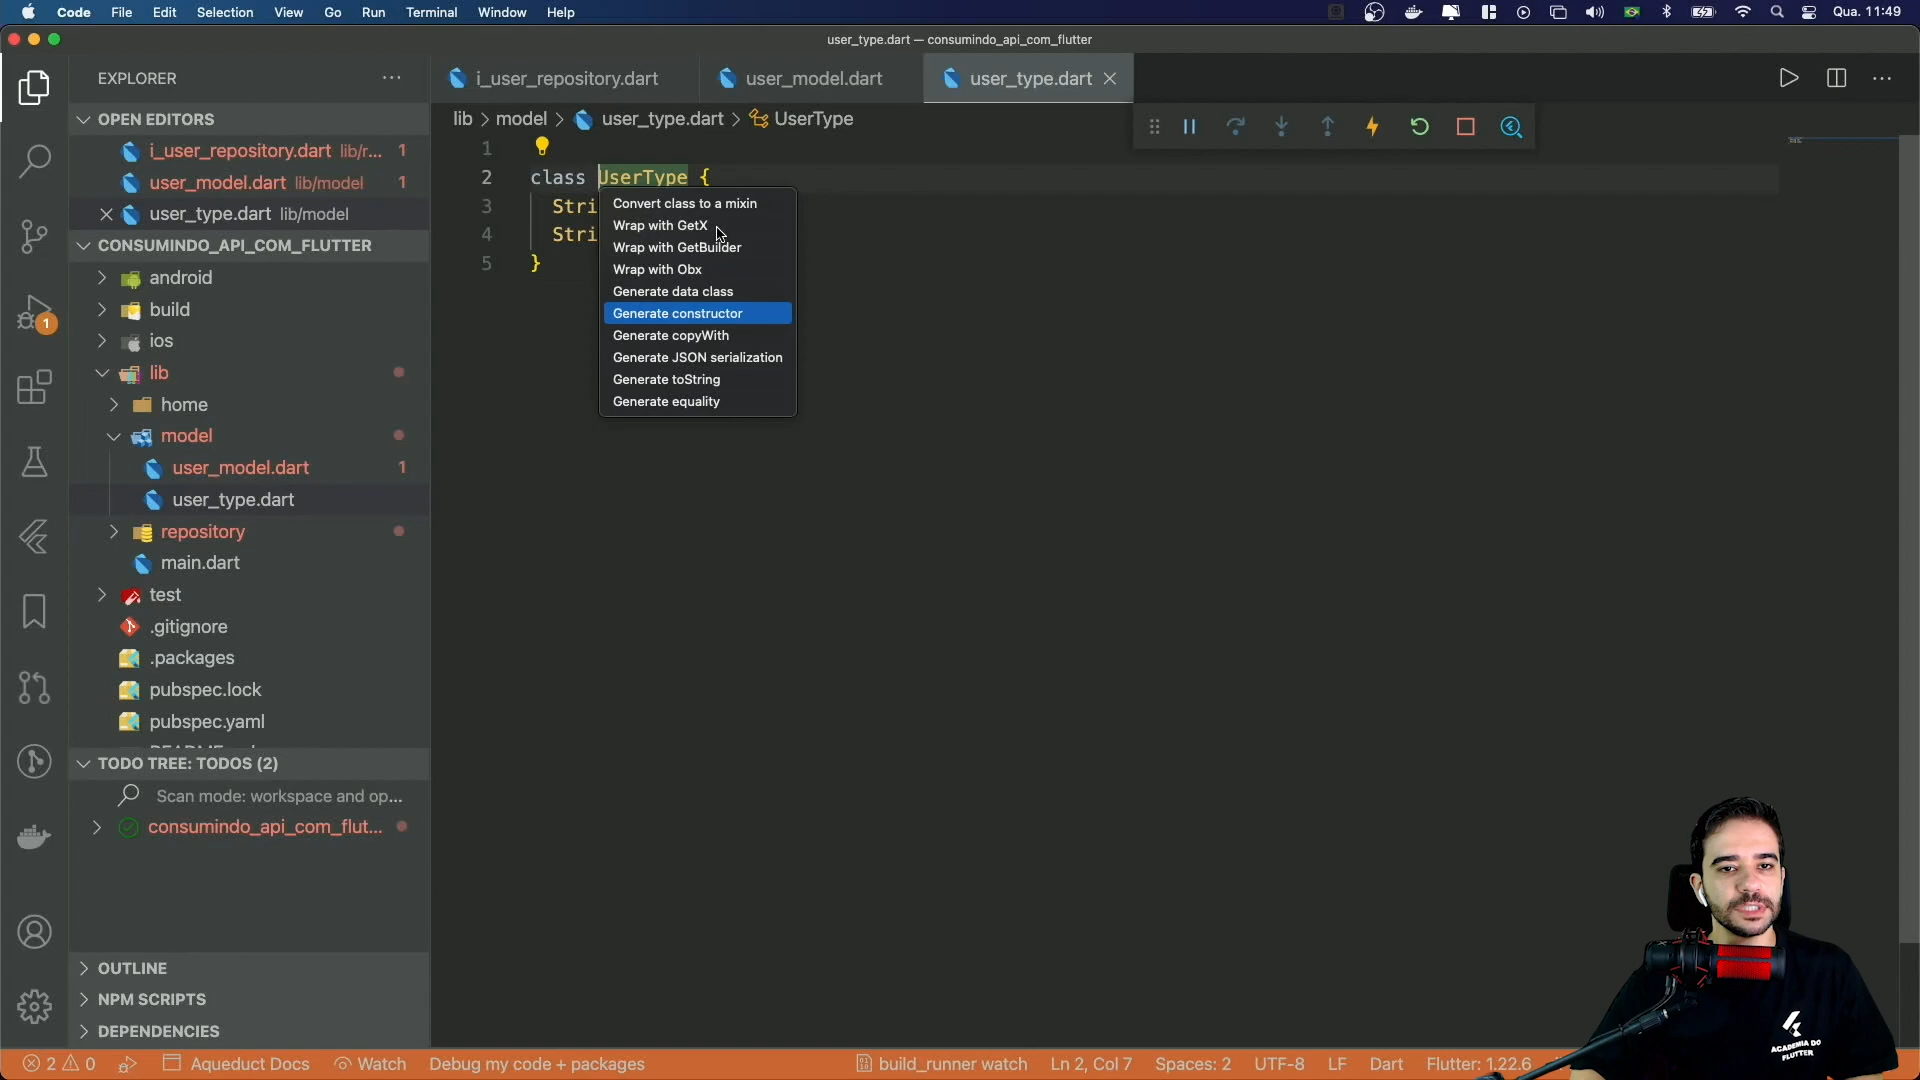 Code File Edit Selection View Go Run Terminal Window Help Qua. 11:49
user_type.dart — consumindo_api_com_flutter
EXPLORER
i_user_repository.dart user_model.dart user_type.dart
OPEN EDITORS
i_user_repository.dart lib/r... 1
user_model.dart lib/model 1
user_type.dart lib/model
lib > model > user_type.dart > UserType
1
2 class UserType {
3 Stri
4 Stri
5 }
Convert class to a mixin
Wrap with GetX
Wrap with GetBuilder
Wrap with Obx
Generate data class
Generate constructor
Generate copyWith
Generate JSON serialization
Generate toString
Generate equality
CONSUMINDO_API_COM_FLUTTER
android
build
ios
lib
home
model
user_model.dart 1
user_type.dart
repository
main.dart
test
.gitignore
.packages
pubspec.lock
pubspec.yaml
TODO TREE: TODOS (2)
Scan mode: workspace and op...
consumindo_api_com_flut...
OUTLINE
NPM SCRIPTS
DEPENDENCIES
1
ACADEMIA DO
FLUTTER
2 0 Aqueduct Docs Watch Debug my code + packages build_runner watch Ln 2, Col 7 Spaces: 2 UTF-8 LF Dart Flutter: 1.22.6